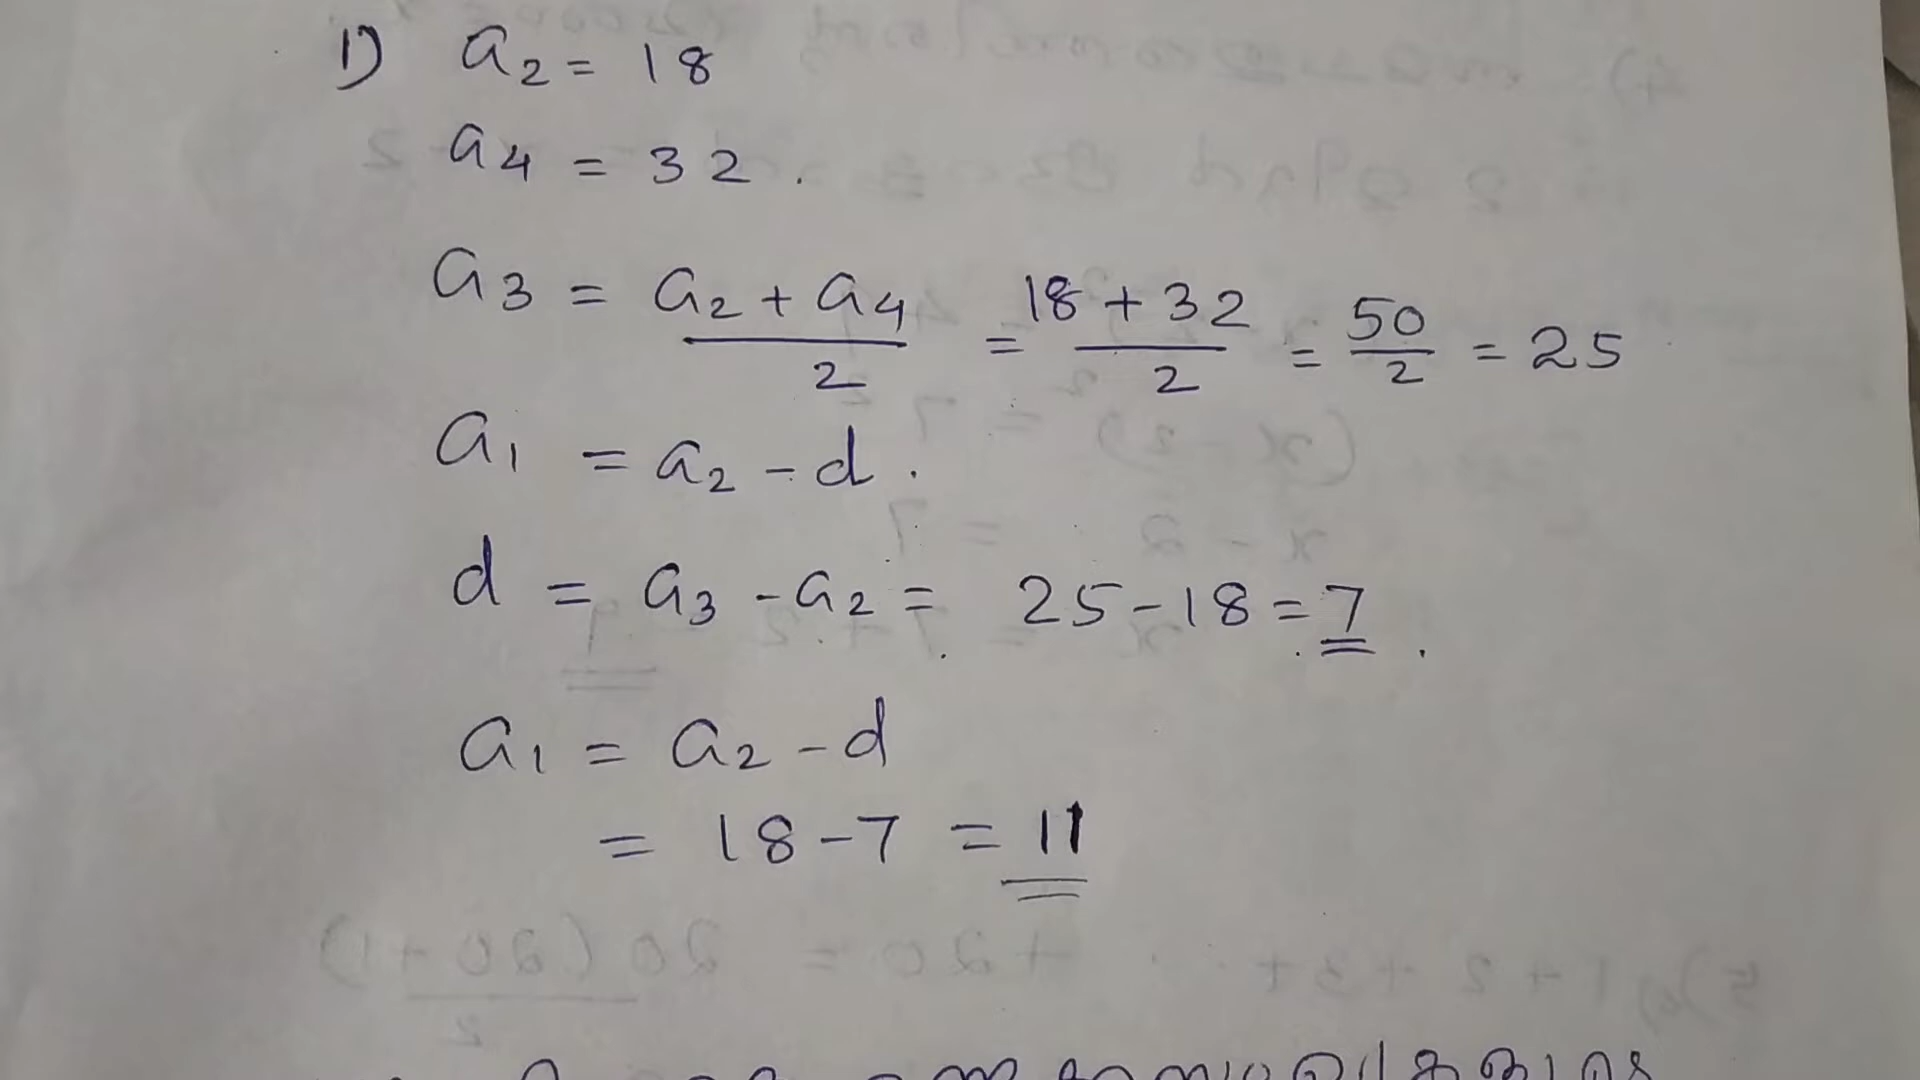 1) a₂ = 18
a₄ = 32.
a₃ = (a₂ + a₄)/2 = (18 + 32)/2 = 50/2 = 25
a₁ = a₂ - d.
d = a₃ - a₂ = 25 - 18 = 7.
a₁ = a₂ - d
= 18 - 7 = 11